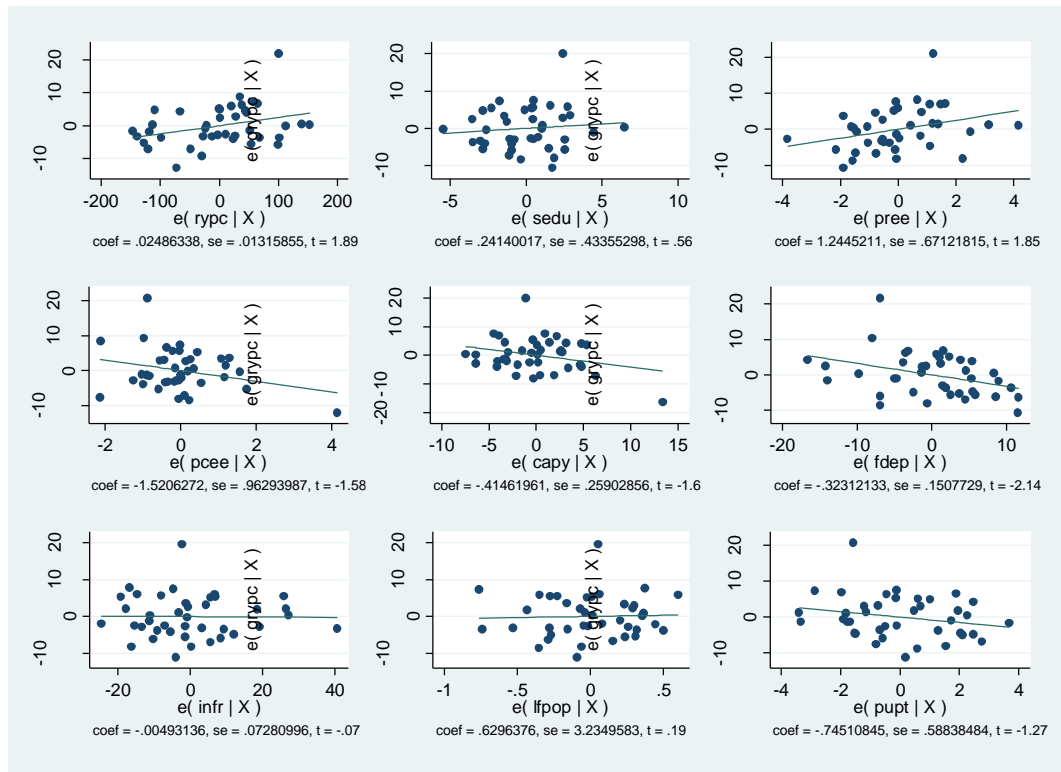 e( grypc | X )
20
10
0
-10
-200 -100 0 100 200
e( rypc | X )
coef = .02486338, se = .01315855, t = 1.89
e( grypc | X )
20
10
0
-10
-5 0 5 10
e( sedu | X )
coef = .24140017, se = .43355298, t = .56
20
10
0
-10
-4 -2 0 2 4
e( pree | X )
coef = 1.2445211, se = .67121815, t = 1.85
e( grypc | X )
20
10
0
-10
-2 0 2 4
e( pcee | X )
coef = -1.5206272, se = .96293987, t = -1.58
e( grypc | X )
20
10
0
-10
-20
-10 -5 0 5 10 15
e( capy | X )
coef = -.41461961, se = .25902856, t = -1.6
20
10
0
-10
-20 -10 0 10
e( fdep | X )
coef = -.32312133, se = .1507729, t = -2.14
e( grypc | X )
20
10
0
-10
-20 0 20 40
e( infr | X )
coef = -.00493136, se = .07280996, t = -.07
e( grypc | X )
20
10
0
-10
-1 -.5 0 .5
e( lfpop | X )
coef = .6296376, se = 3.2349583, t = .19
20
10
0
-10
-4 -2 0 2 4
e( pupt | X )
coef = -.74510845, se = .58838484, t = -1.27